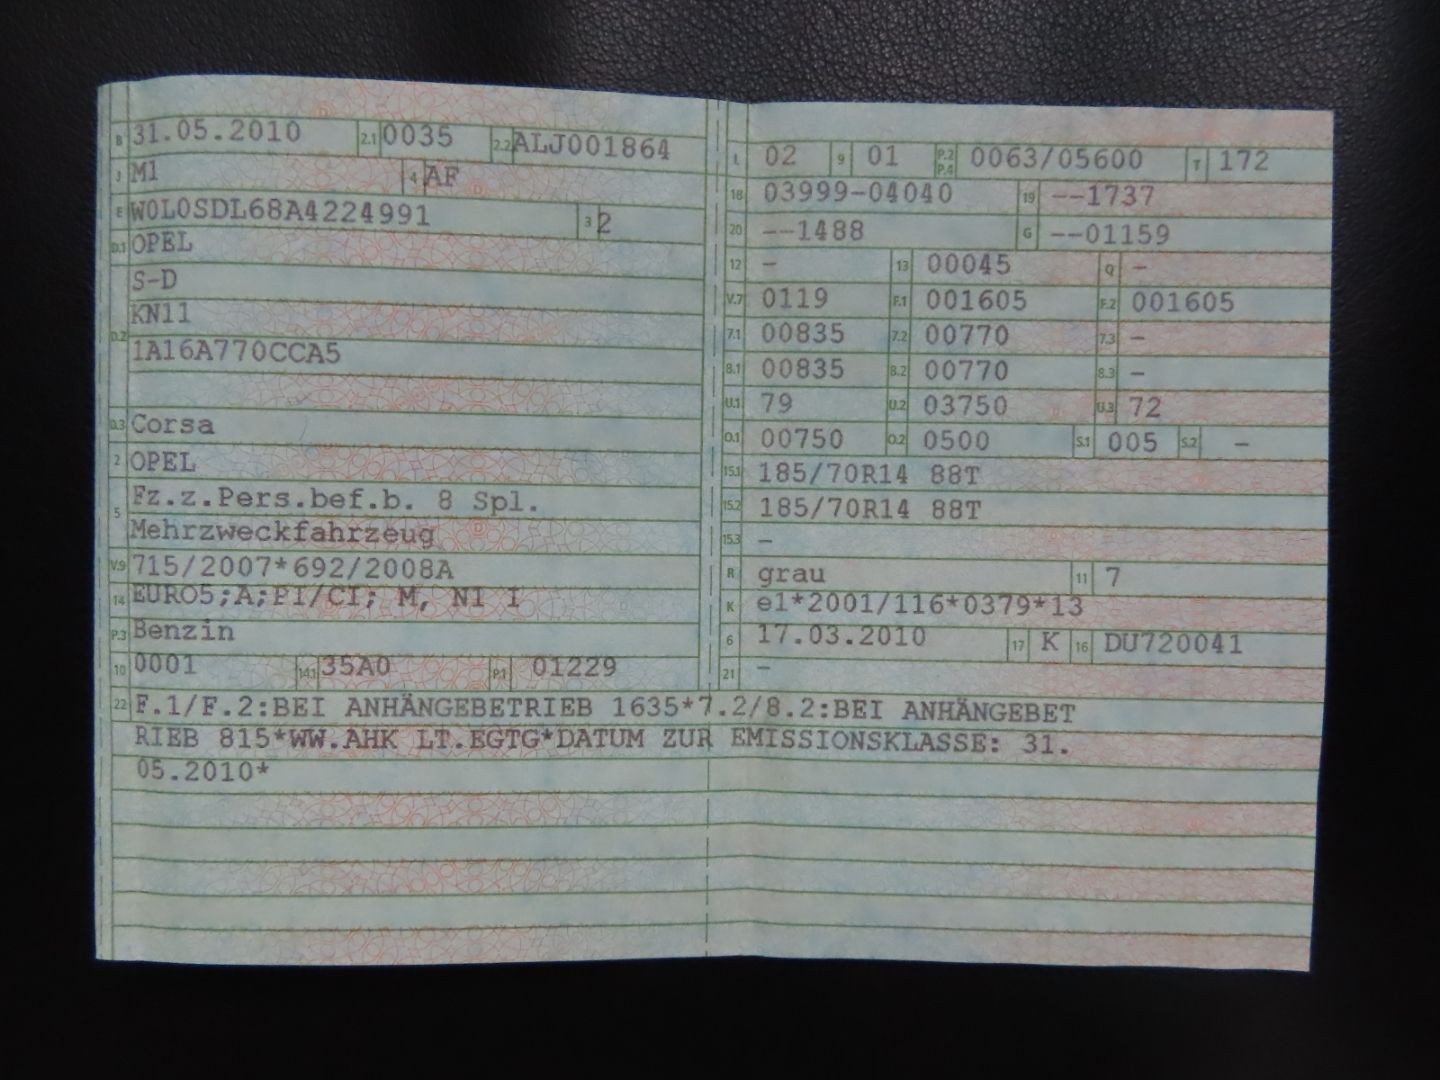 B 31.05.2010 2.1 0035 2.2 ALJ001864
J M1 4 AF
E W0L0SDL68A4224991 3 2
D.1 OPEL
S-D
KN11
D.2
1A16A770CCA5
D.3 Corsa
2 OPEL
5 Fz.z.Pers.bef.b. 8 Spl.
Mehrzweckfahrzeug
V.9 715/2007*692/2008A
14 EURO5;A;PI/CI; M, N1 I
P.3 Benzin
10 0001 14.1 35A0 P.1 01229
L 02 9 01 P.2 P.4 0063/05600 T 172
18 03999-04040 19 --1737
20 --1488 G --01159
12 - 13 00045 Q -
V.7 0119 F.1 001605 F.2 001605
7.1 00835 7.2 00770 7.3 -
8.1 00835 8.2 00770 8.3 -
U.1 79 U.2 03750 U.3 72
O.1 00750 O.2 0500 S.1 005 S.2 -
15.1 185/70R14 88T
15.2 185/70R14 88T
15.3 -
R grau 11 7
K e1*2001/116*0379*13
6 17.03.2010 17 K 16 DU720041
21 -
22 F.1/F.2:BEI ANHÄNGEBETRIEB 1635*7.2/8.2:BEI ANHÄNGEBET
RIEB 815*WW.AHK LT.EGTG*DATUM ZUR EMISSIONSKLASSE: 31.
05.2010*